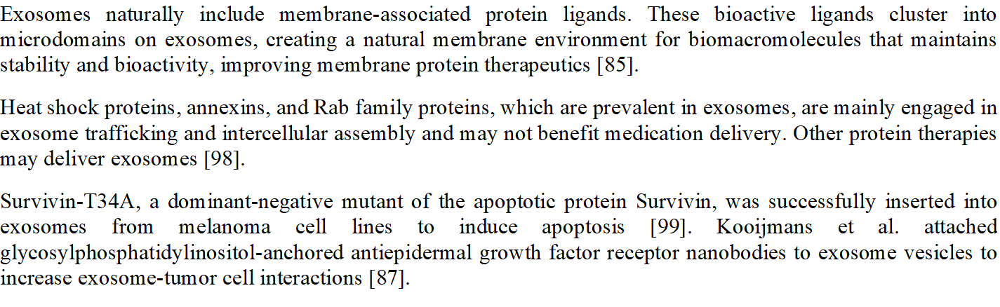 Exosomes naturally include membrane-associated protein ligands. These bioactive ligands cluster into
microdomains on exosomes, creating a natural membrane environment for biomacromolecules that maintains
stability and bioactivity, improving membrane protein therapeutics [85].
Heat shock proteins, annexins, and Rab family proteins, which are prevalent in exosomes, are mainly engaged in
exosome trafficking and intercellular assembly and may not benefit medication delivery. Other protein therapies
may deliver exosomes [98].
Survivin-T34A, a dominant-negative mutant of the apoptotic protein Survivin, was successfully inserted into
exosomes from melanoma cell lines to induce apoptosis [99]. Kooijmans et al. attached
glycosylphosphatidylinositol-anchored antiepidermal growth factor receptor nanobodies to exosome vesicles to
increase exosome-tumor cell interactions [87].